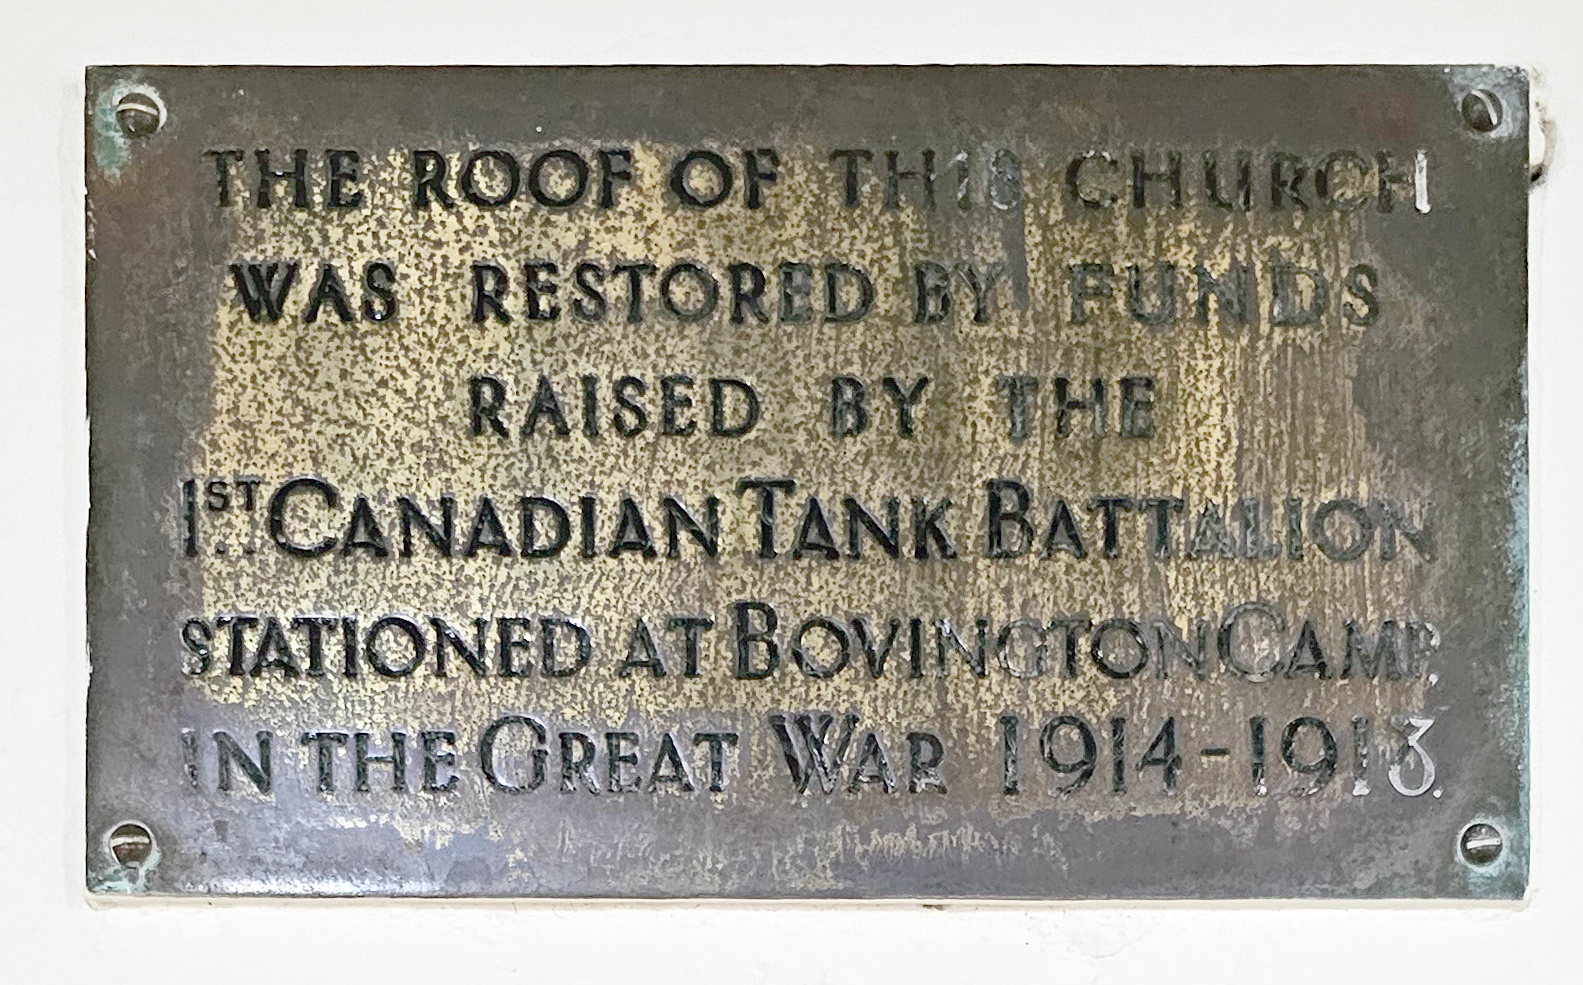 THE ROOF OF THIS CHURCH
WAS RESTORED BY FUNDS
RAISED BY THE
1ST CANADIAN TANK BATTALION
STATIONED AT BOVINGTON CAMP,
IN THE GREAT WAR 1914-1918.